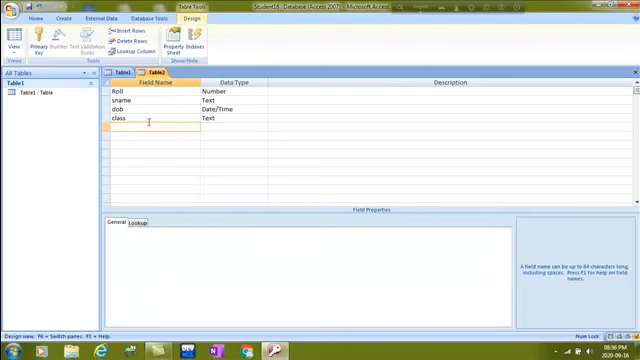 Table Tools
Student16 : Database (Access 2007) - Microsoft Access
Home
Create
External Data
Database Tools
Design
View
Primary Key
Builder
Test Validation Rules
Insert Rows
Delete Rows
Lookup Column
Property Sheet
Indexes
Views
Tools
Show/Hide
All Tables
Table1
Table1 : Table
Table1
Table2
Field Name
Data Type
Description
Roll
Number
sname
Text
dob
Date/Time
class
Text
Field Properties
General
Lookup
A field name can be up to 64 characters long,
including spaces. Press F1 for help on field
names.
Design view. F6 = Switch panes. F1 = Help.
Num Lock
08:56 PM
2020-09-16